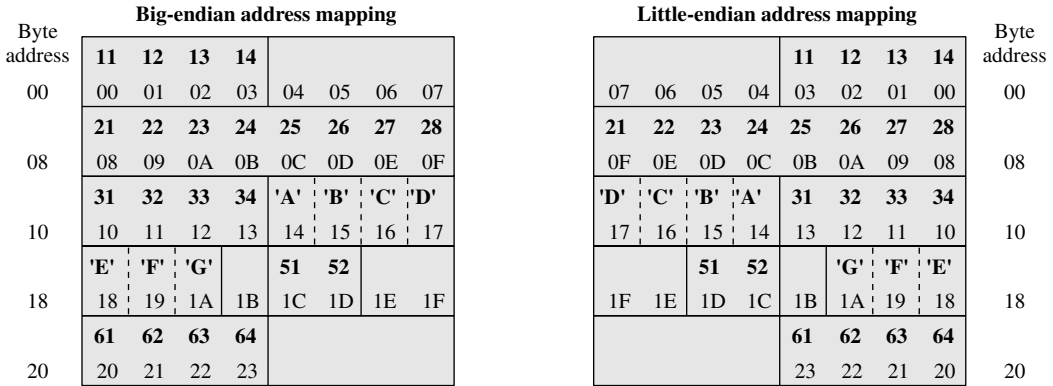 Big-endian address mapping
Byte
address
11 12 13 14
00 00 01 02 03 04 05 06 07
21 22 23 24 25 26 27 28
08 08 09 0A 0B 0C 0D 0E 0F
31 32 33 34 'A' 'B' 'C' 'D'
10 10 11 12 13 14 15 16 17
'E' 'F' 'G' 51 52
18 18 19 1A 1B 1C 1D 1E 1F
61 62 63 64
20 20 21 22 23
Little-endian address mapping
Byte
address
11 12 13 14
07 06 05 04 03 02 01 00 00
21 22 23 24 25 26 27 28
0F 0E 0D 0C 0B 0A 09 08 08
'D' 'C' 'B' 'A' 31 32 33 34
17 16 15 14 13 12 11 10 10
51 52 'G' 'F' 'E'
1F 1E 1D 1C 1B 1A 19 18 18
61 62 63 64
23 22 21 20 20